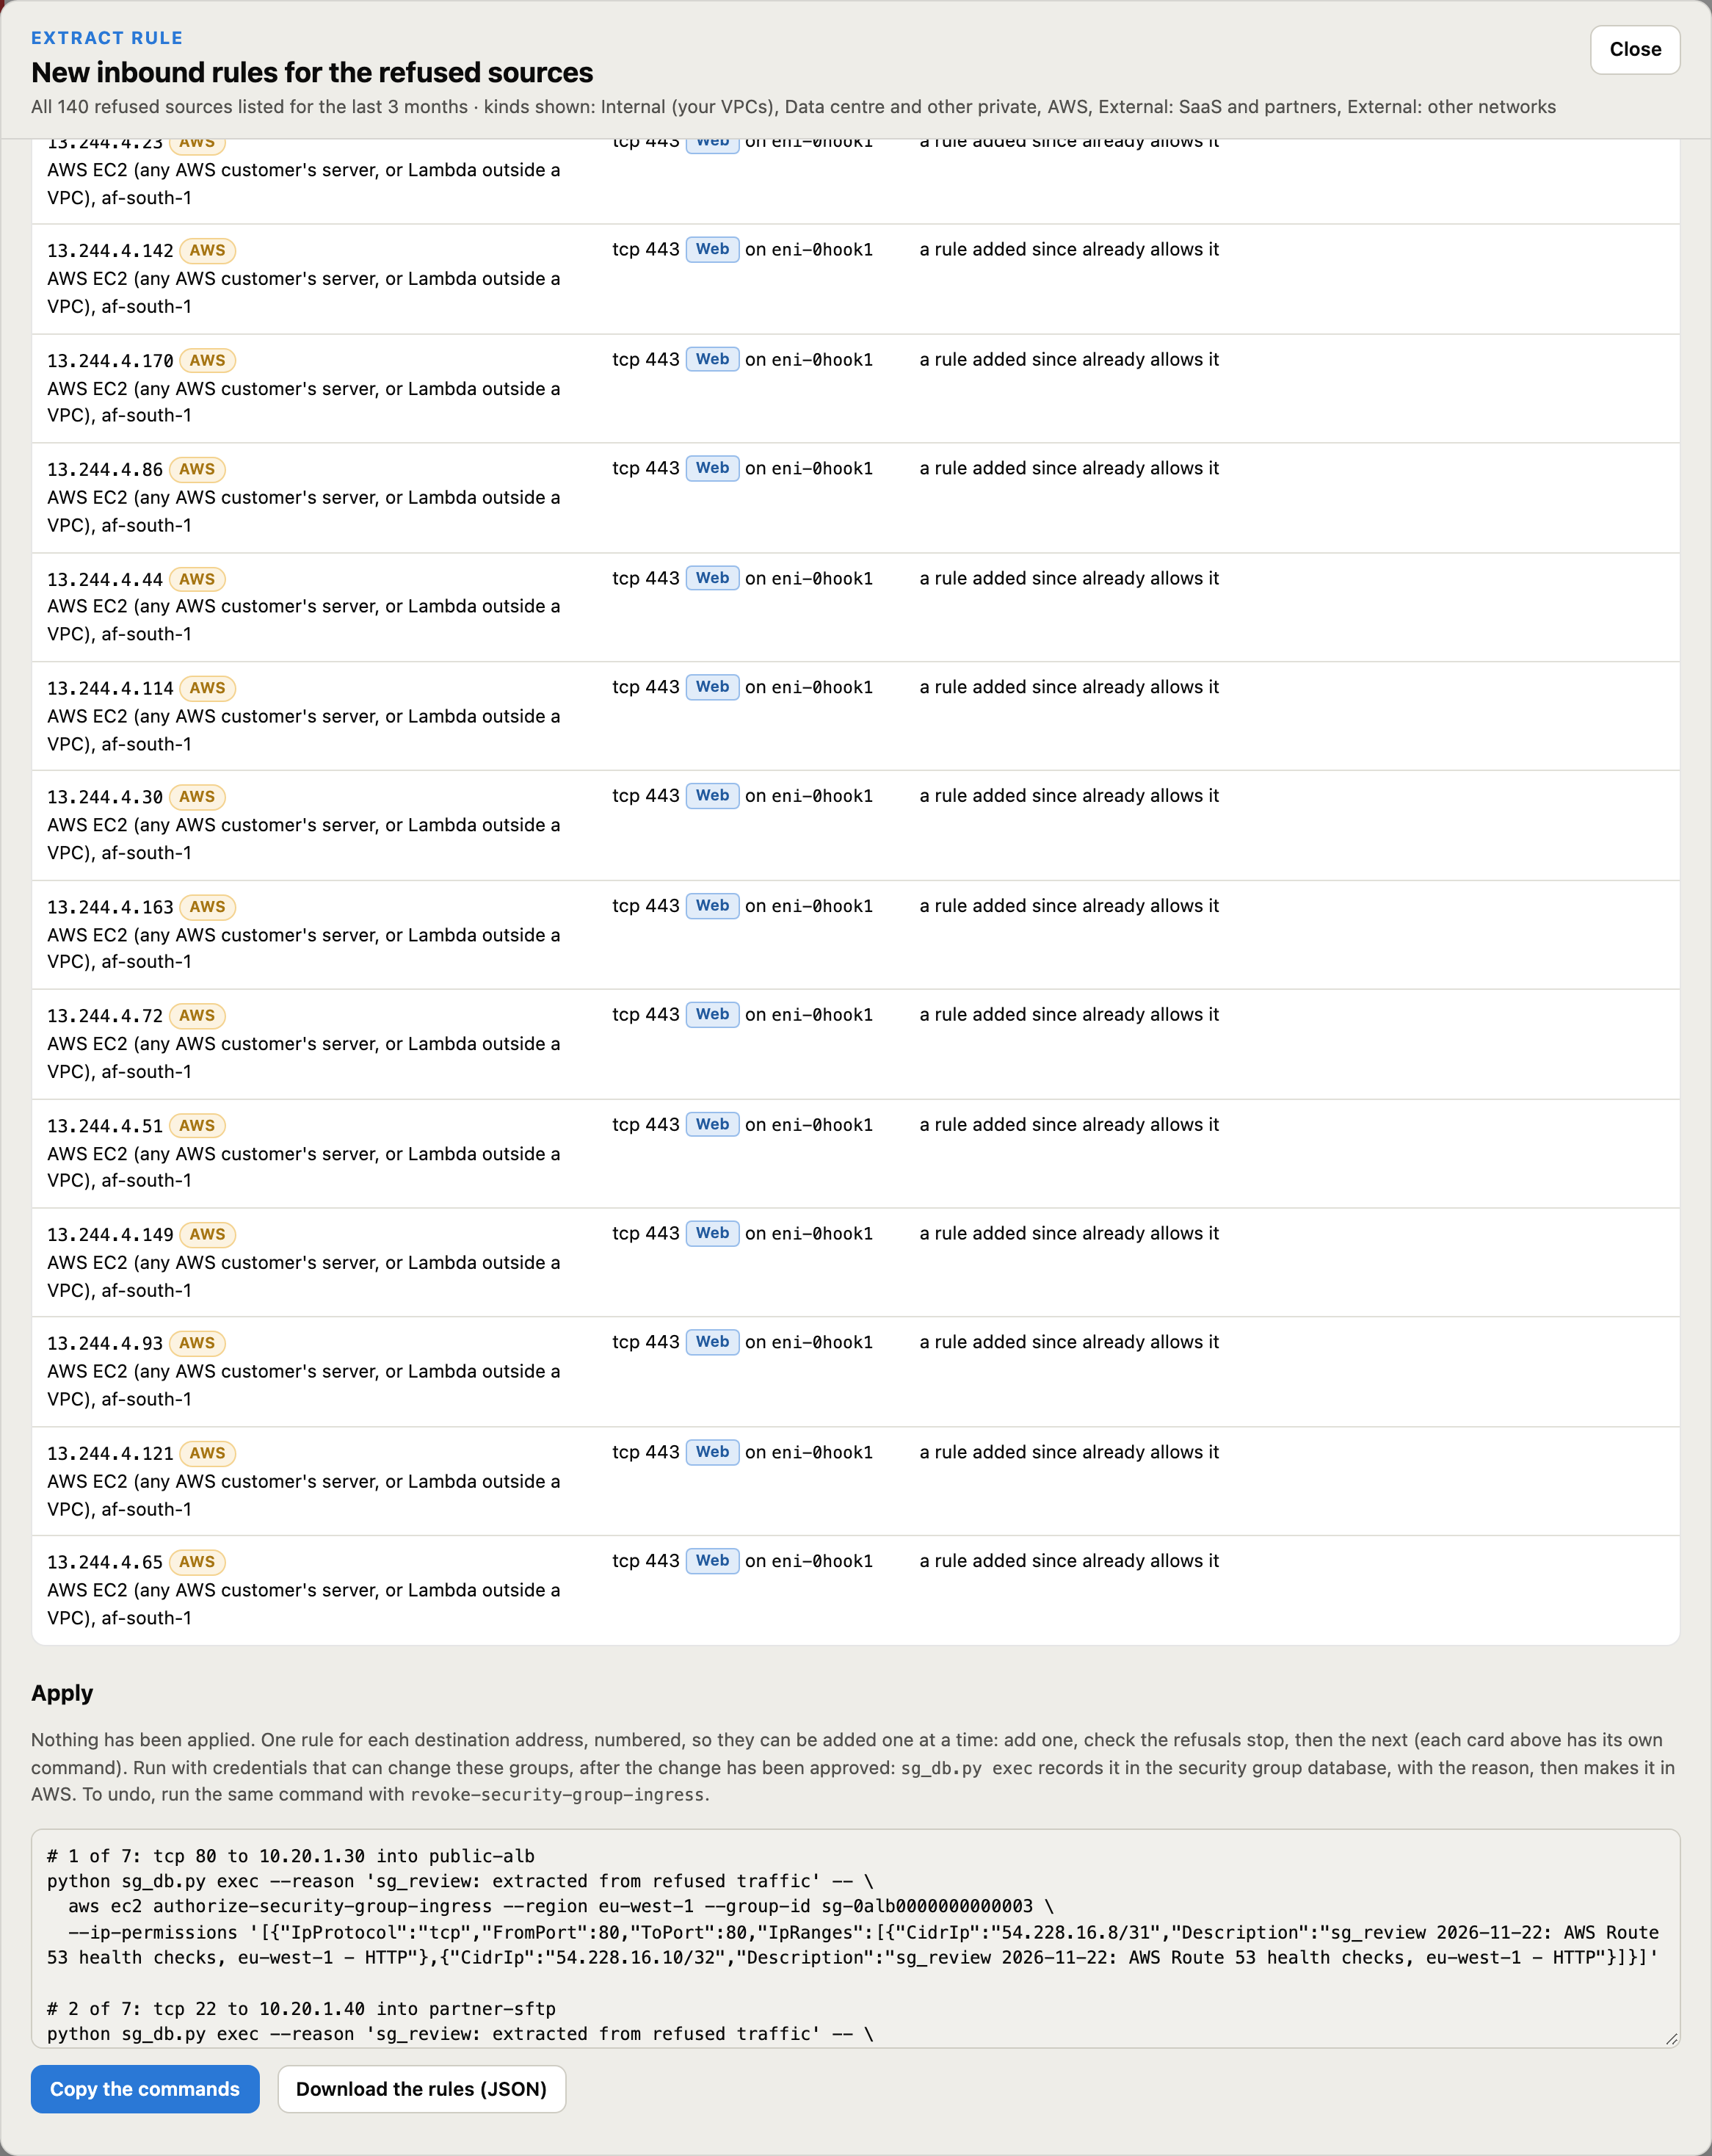 EXTRACT RULE
New inbound rules for the refused sources
Close
All 140 refused sources listed for the last 3 months · kinds shown: Internal (your VPCs), Data centre and other private, AWS, External: SaaS and partners, External: other networks
13.244.4.23 AWS tcp 443 Web on eni-0hook1 a rule added since already allows it
AWS EC2 (any AWS customer's server, or Lambda outside a
VPC), af-south-1
13.244.4.142 AWS tcp 443 Web on eni-0hook1 a rule added since already allows it
AWS EC2 (any AWS customer's server, or Lambda outside a
VPC), af-south-1
13.244.4.170 AWS tcp 443 Web on eni-0hook1 a rule added since already allows it
AWS EC2 (any AWS customer's server, or Lambda outside a
VPC), af-south-1
13.244.4.86 AWS tcp 443 Web on eni-0hook1 a rule added since already allows it
AWS EC2 (any AWS customer's server, or Lambda outside a
VPC), af-south-1
13.244.4.44 AWS tcp 443 Web on eni-0hook1 a rule added since already allows it
AWS EC2 (any AWS customer's server, or Lambda outside a
VPC), af-south-1
13.244.4.114 AWS tcp 443 Web on eni-0hook1 a rule added since already allows it
AWS EC2 (any AWS customer's server, or Lambda outside a
VPC), af-south-1
13.244.4.30 AWS tcp 443 Web on eni-0hook1 a rule added since already allows it
AWS EC2 (any AWS customer's server, or Lambda outside a
VPC), af-south-1
13.244.4.163 AWS tcp 443 Web on eni-0hook1 a rule added since already allows it
AWS EC2 (any AWS customer's server, or Lambda outside a
VPC), af-south-1
13.244.4.72 AWS tcp 443 Web on eni-0hook1 a rule added since already allows it
AWS EC2 (any AWS customer's server, or Lambda outside a
VPC), af-south-1
13.244.4.51 AWS tcp 443 Web on eni-0hook1 a rule added since already allows it
AWS EC2 (any AWS customer's server, or Lambda outside a
VPC), af-south-1
13.244.4.149 AWS tcp 443 Web on eni-0hook1 a rule added since already allows it
AWS EC2 (any AWS customer's server, or Lambda outside a
VPC), af-south-1
13.244.4.93 AWS tcp 443 Web on eni-0hook1 a rule added since already allows it
AWS EC2 (any AWS customer's server, or Lambda outside a
VPC), af-south-1
13.244.4.121 AWS tcp 443 Web on eni-0hook1 a rule added since already allows it
AWS EC2 (any AWS customer's server, or Lambda outside a
VPC), af-south-1
13.244.4.65 AWS tcp 443 Web on eni-0hook1 a rule added since already allows it
AWS EC2 (any AWS customer's server, or Lambda outside a
VPC), af-south-1
Apply
Nothing has been applied. One rule for each destination address, numbered, so they can be added one at a time: add one, check the refusals stop, then the next (each card above has its own
command). Run with credentials that can change these groups, after the change has been approved: sg_db.py exec records it in the security group database, with the reason, then makes it in
AWS. To undo, run the same command with revoke-security-group-ingress.
# 1 of 7: tcp 80 to 10.20.1.30 into public-alb
python sg_db.py exec --reason 'sg_review: extracted from refused traffic' -- \
  aws ec2 authorize-security-group-ingress --region eu-west-1 --group-id sg-0alb0000000000003 \
  --ip-permissions '[{"IpProtocol":"tcp","FromPort":80,"ToPort":80,"IpRanges":[{"CidrIp":"54.228.16.8/31","Description":"sg_review 2026-11-22: AWS Route
53 health checks, eu-west-1 - HTTP"},{"CidrIp":"54.228.16.10/32","Description":"sg_review 2026-11-22: AWS Route 53 health checks, eu-west-1 - HTTP"}]}]'
# 2 of 7: tcp 22 to 10.20.1.40 into partner-sftp
python sg_db.py exec --reason 'sg_review: extracted from refused traffic' -- \
Copy the commands
Download the rules (JSON)